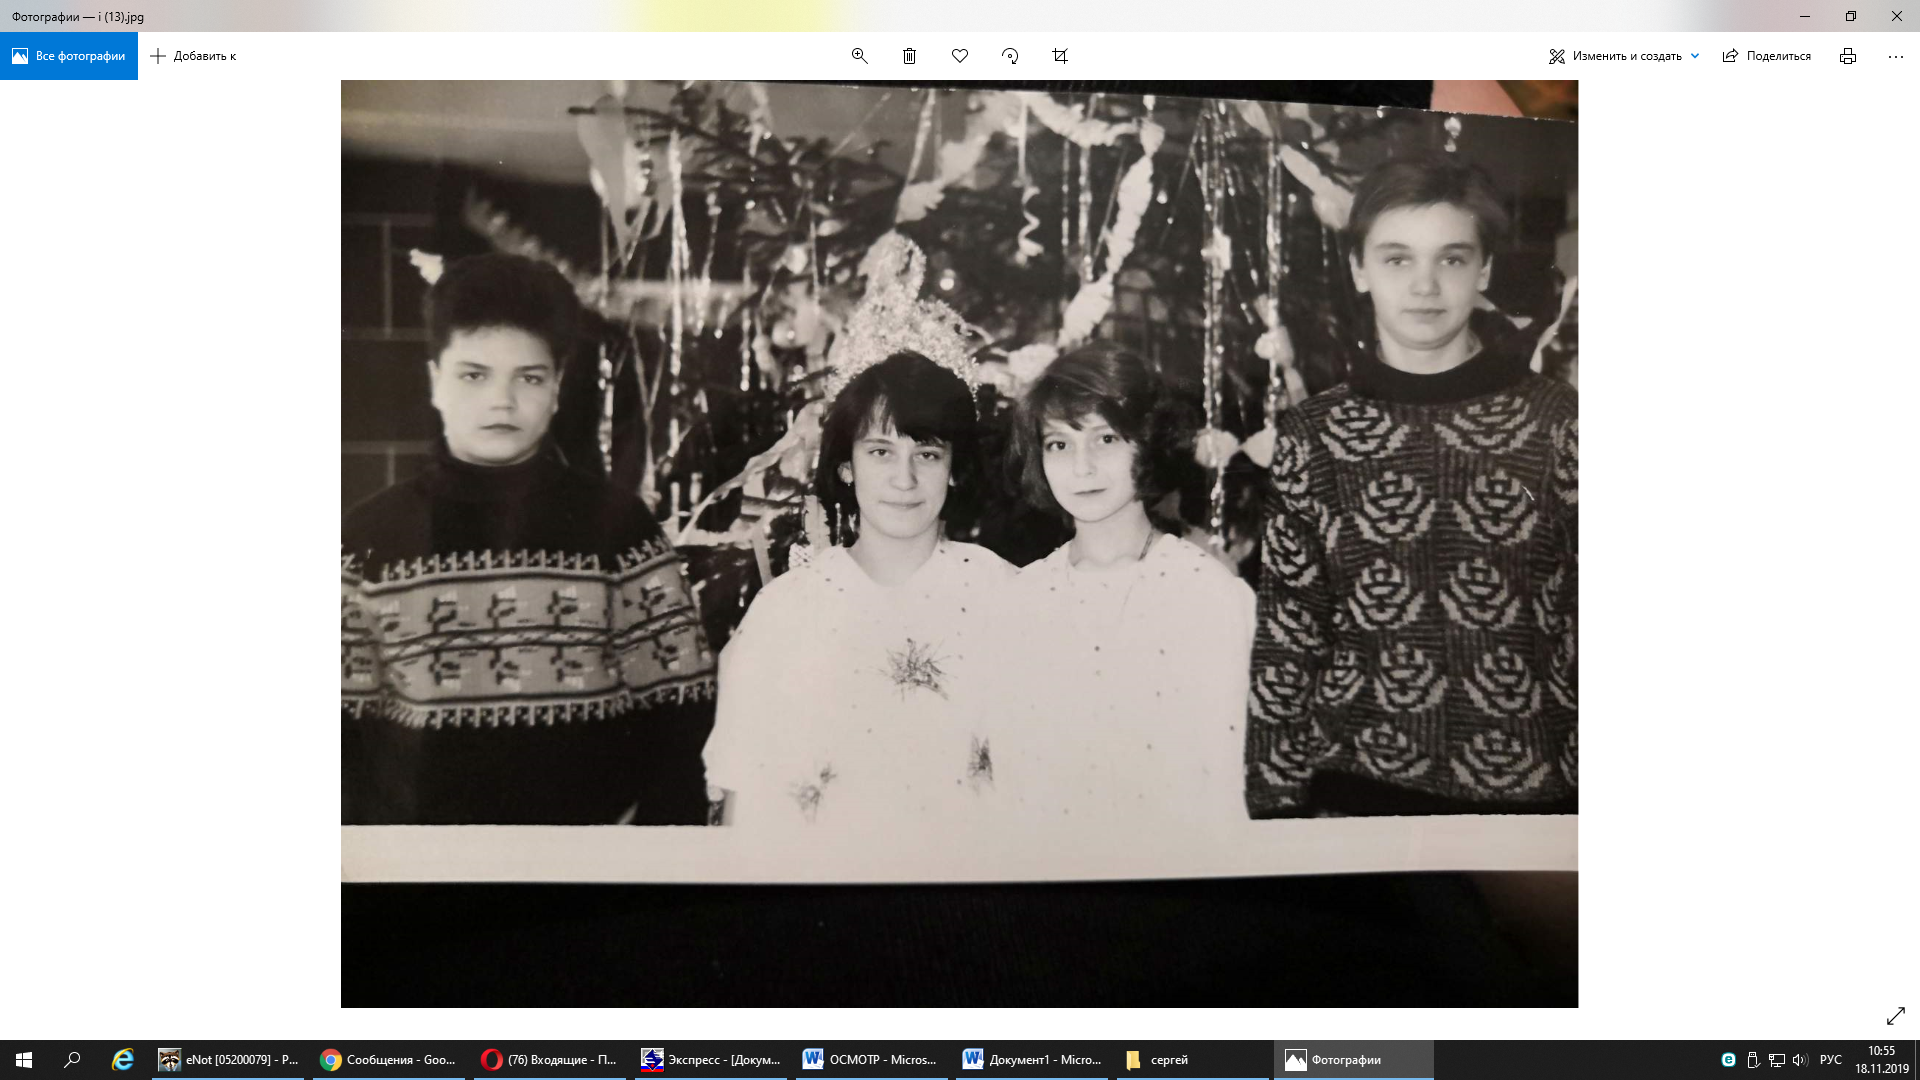 Фотографии — i (13).jpg
Все фотографии
Добавить к
Изменить и создать
Поделиться
eNot [05200079] - P...
Сообщения - Goo...
(76) Входящие - П...
Экспресс - [Докум...
ОСМОТР - Micros...
Документ1 - Micro...
сергей
Фотографии
РУС
10:55
18.11.2019